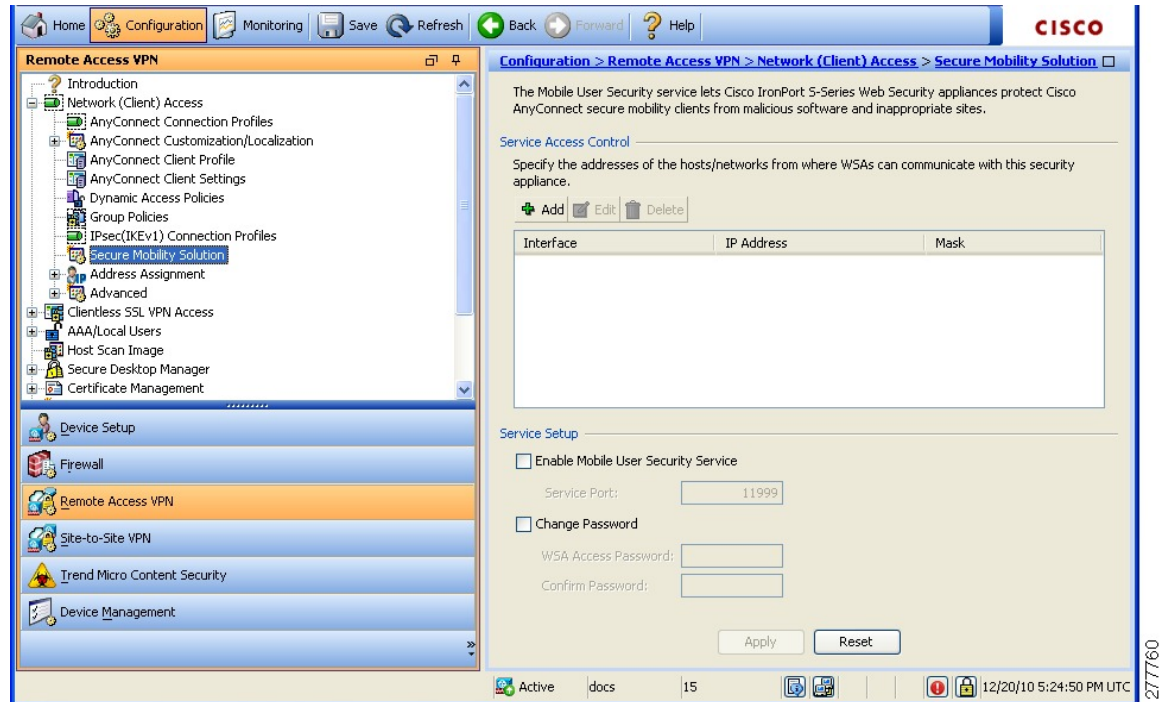 Home Configuration Monitoring Save Refresh Back Forward Help
CISCO
Remote Access VPN
Introduction
Network (Client) Access
AnyConnect Connection Profiles
AnyConnect Customization/Localization
AnyConnect Client Profile
AnyConnect Client Settings
Dynamic Access Policies
Group Policies
IPsec(IKEv1) Connection Profiles
Secure Mobility Solution
Address Assignment
Advanced
Clientless SSL VPN Access
AAA/Local Users
Host Scan Image
Secure Desktop Manager
Certificate Management
Device Setup
Firewall
Remote Access VPN
Site-to-Site VPN
Trend Micro Content Security
Device Management
Configuration > Remote Access VPN > Network (Client) Access > Secure Mobility Solution
The Mobile User Security service lets Cisco IronPort S-Series Web Security appliances protect Cisco
AnyConnect secure mobility clients from malicious software and inappropriate sites.
Service Access Control
Specify the addresses of the hosts/networks from where WSAs can communicate with this security
appliance.
Add Edit Delete
Interface IP Address Mask
Service Setup
Enable Mobile User Security Service
Service Port: 11999
Change Password
WSA Access Password:
Confirm Password:
Apply Reset
Active docs 15 12/20/10 5:24:50 PM UTC
277760